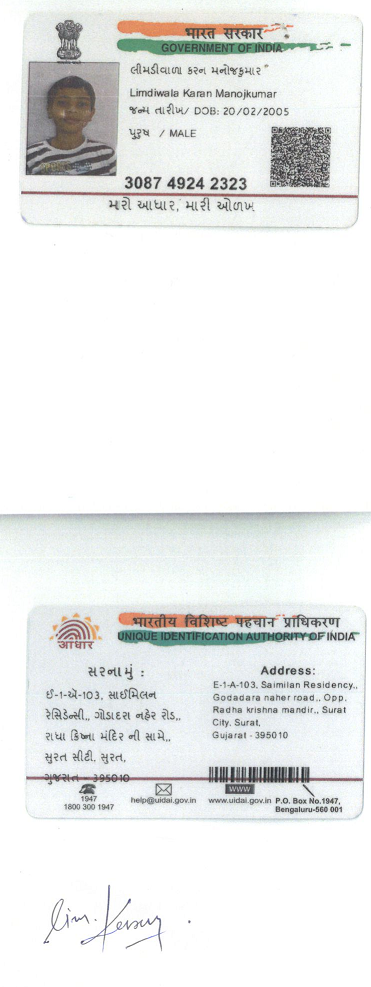 भारत सरकार
GOVERNMENT OF INDIA
લીમડીવાળા કરન મનોજકુમાર
Limdiwala Karan Manojkumar
જન્મ તારીખ/ DOB: 20/02/2005
પુરુષ / MALE
3087 4924 2323
મારો આધાર, મારી ઓળખ
भारतीय विशिष्ट पहचान प्राधिकरण
UNIQUE IDENTIFICATION AUTHORITY OF INDIA
आधार
સરનામું :
ઈ-1-એ-103, સાઈમિલન
રેસિડેન્સી,, ગોડાદરા નહેર રોડ,,
રાધા ક્રિષ્ના મંદિર ની સામે,,
સુરત સીટી, સુરત,
ગુજરાત - 395010
Address:
E-1-A-103, Saimilan Residency,,
Godadara naher road,, Opp.
Radha krishna mandir,, Surat
City, Surat,
Gujarat - 395010
1947
1800 300 1947
help@uidai.gov.in
WWW
www.uidai.gov.in
P.O. Box No.1947,
Bengaluru-560 001